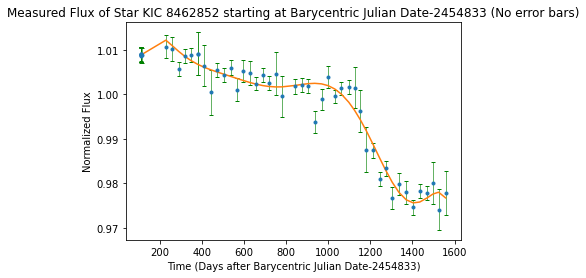 Measured Flux of Star KIC 8462852 starting at Barycentric Julian Date-2454833 (No error bars)
1.01
1.00
0.99
0.98
0.97
Normalized Flux
200 400 600 800 1000 1200 1400 1600
Time (Days after Barycentric Julian Date-2454833)